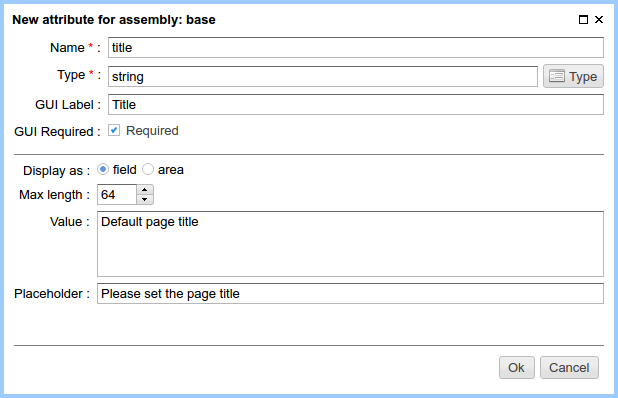 New attribute for assembly: base
Name * : title
Type * : string Type
GUI Label : Title
GUI Required : Required
Display as : field area
Max length : 64
Value : Default page title
Placeholder : Please set the page title
Ok Cancel